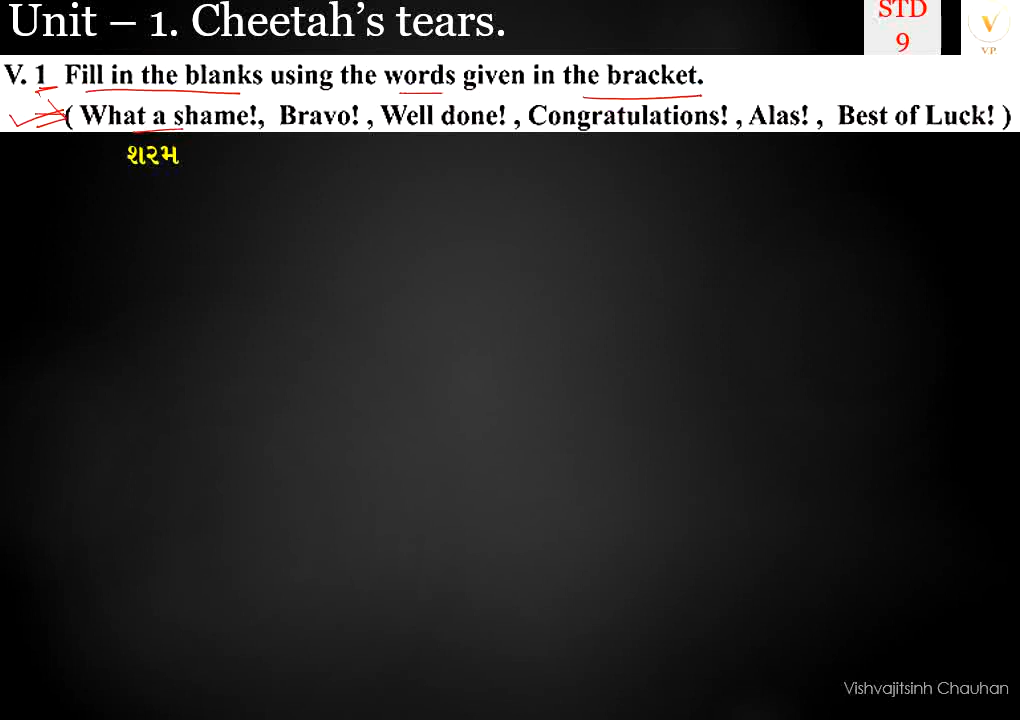 Unit – 1. Cheetah’s tears.
STD
9
V
V.P.
V. 1 Fill in the blanks using the words given in the bracket.
( What a shame!, Bravo! , Well done! , Congratulations! , Alas! , Best of Luck! )
શરમ
Vishvajitsinh Chauhan